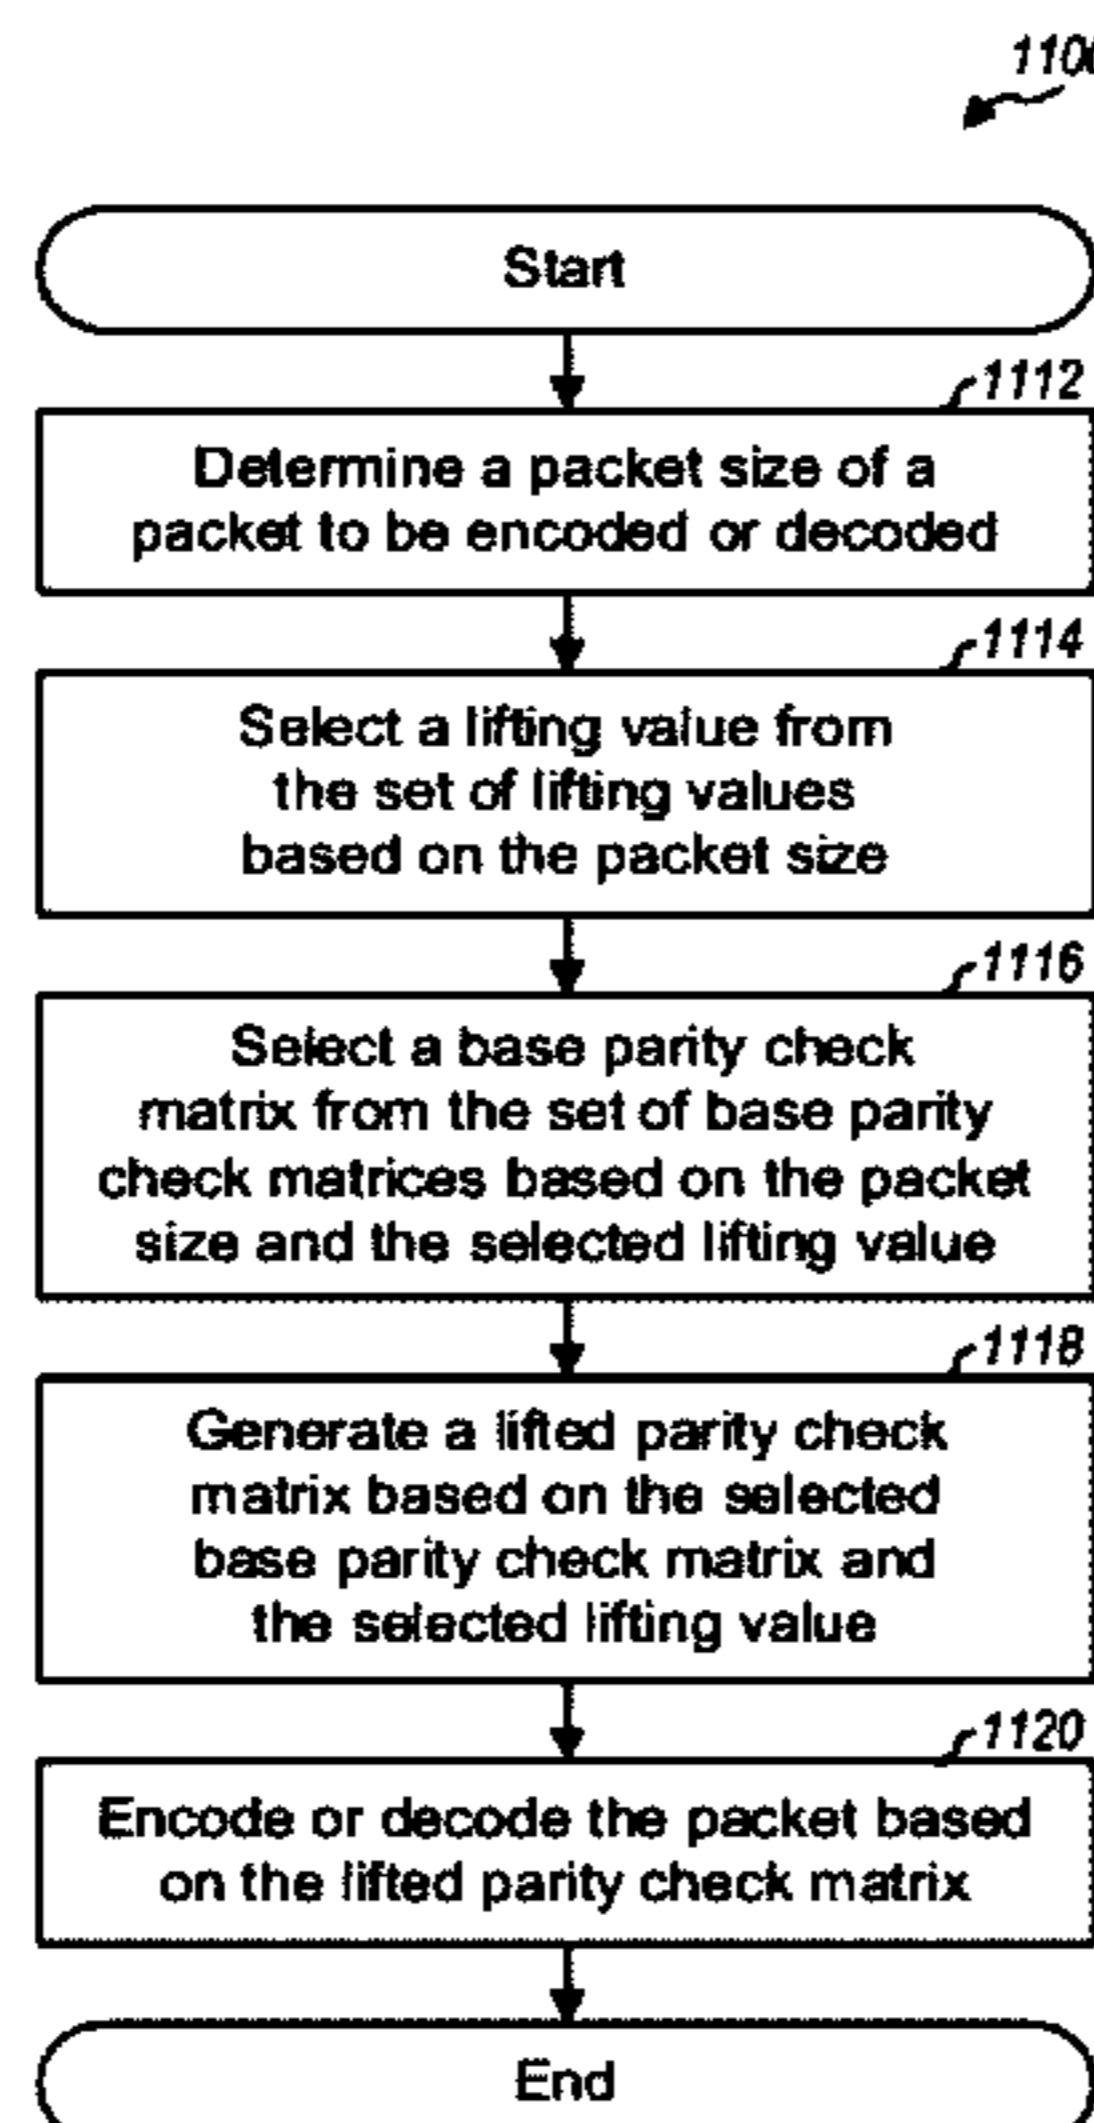 1100
Start
1112
Determine a packet size of a
packet to be encoded or decoded
1114
Select a lifting value from
the set of lifting values
based on the packet size
1116
Select a base parity check
matrix from the set of base parity
check matrices based on the packet
size and the selected lifting value
1118
Generate a lifted parity check
matrix based on the selected
base parity check matrix and
the selected lifting value
1120
Encode or decode the packet based
on the lifted parity check matrix
End